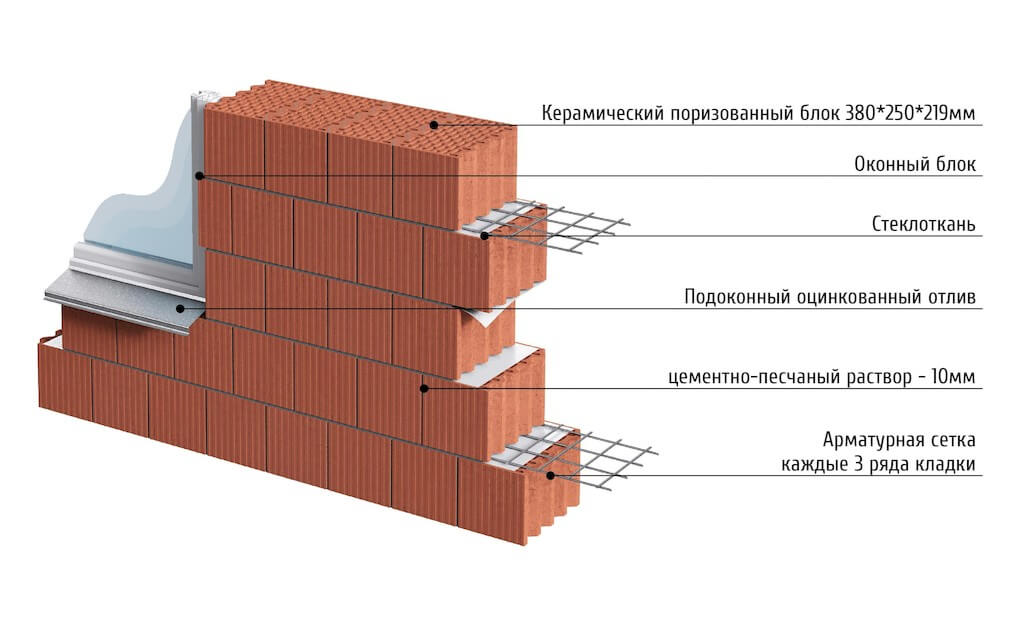 Керамический поризованный блок 380*250*219мм
Оконный блок
Стеклоткань
Подоконный оцинкованный отлив
цементно-песчаный раствор - 10мм
Арматурная сетка
каждые 3 ряда кладки